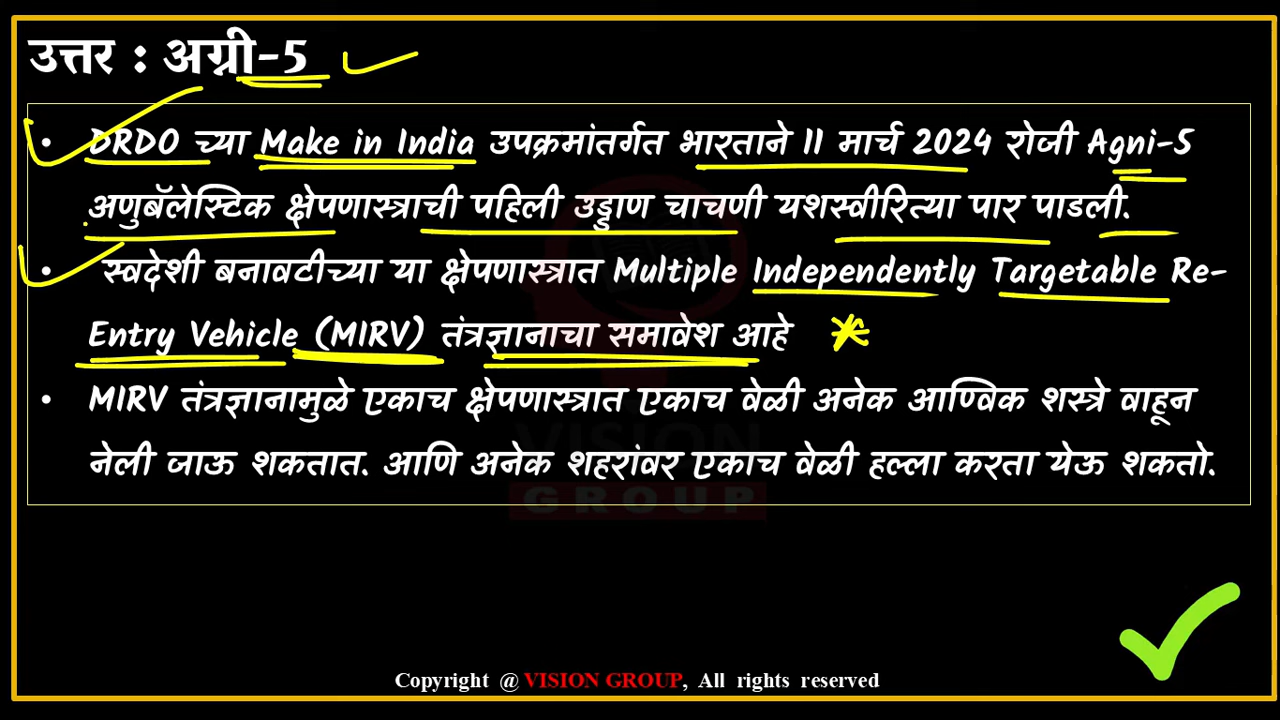 उत्तर : अग्नी-5
• DRDO च्या Make in India उपक्रमांतर्गत भारताने 11 मार्च 2024 रोजी Agni-5
अणुबॅलेस्टिक क्षेपणास्त्राची पहिली उड्डाण चाचणी यशस्वीरित्या पार पाडली.
• स्वदेशी बनावटीच्या या क्षेपणास्त्रात Multiple Independently Targetable Re-
Entry Vehicle (MIRV) तंत्रज्ञानाचा समावेश आहे
• MIRV तंत्रज्ञानामुळे एकाच क्षेपणास्त्रात एकाच वेळी अनेक आण्विक शस्त्रे वाहून
नेली जाऊ शकतात. आणि अनेक शहरांवर एकाच वेळी हल्ला करता येऊ शकतो.
VISION
GROUP
Copyright @ VISION GROUP, All rights reserved